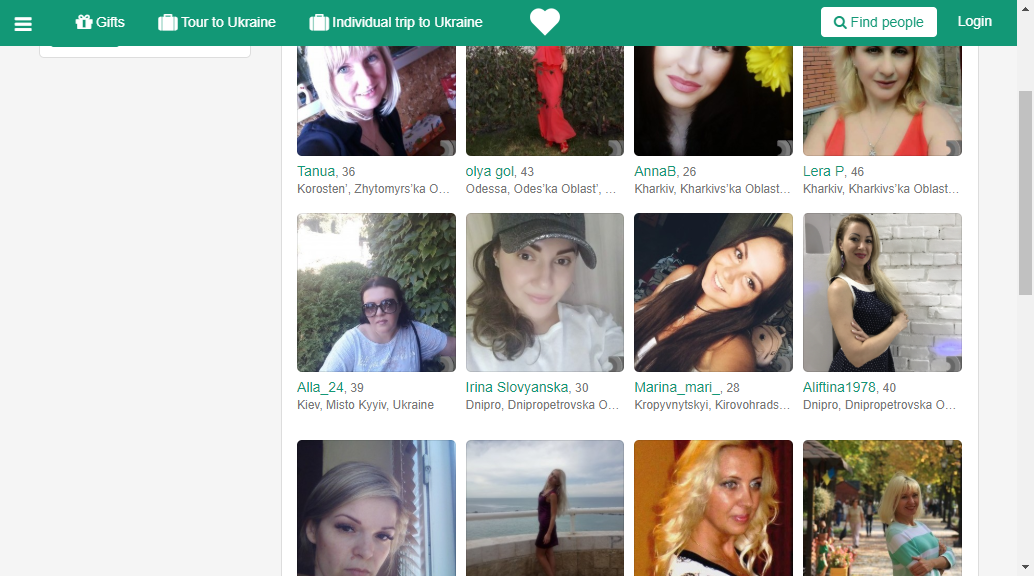 Gifts
Tour to Ukraine
Individual trip to Ukraine
Find people
Login
Tanua, 36
Korosten', Zhytomyrs'ka O…
olya gol, 43
Odessa, Odes'ka Oblast', …
AnnaB, 26
Kharkiv, Kharkivs'ka Oblast…
Lera P, 46
Kharkiv, Kharkivs'ka Oblast…
Alla_24, 39
Kiev, Misto Kyyiv, Ukraine
Irina Slovyanska, 30
Dnipro, Dnipropetrovska O…
Marina_mari_, 28
Kropyvnytskyi, Kirovohrads…
Aliftina1978, 40
Dnipro, Dnipropetrovska O…